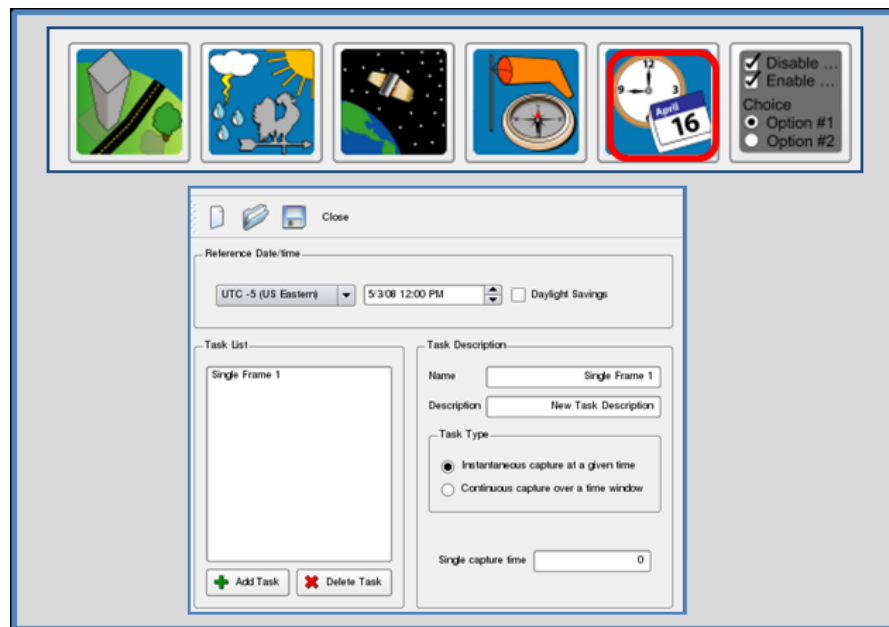 12
9
3
April
16
Disable ...
Enable ...
Choice
Option #1
Option #2
Close
Reference Date/time
UTC -5 (US Eastern)
5/3/08 12:00 PM
Daylight Savings
Task List
Single Frame 1
Add Task
Delete Task
Task Description
Name
Single Frame 1
Description
New Task Description
Task Type
Instantaneous capture at a given time
Continuous capture over a time window
Single capture time
0